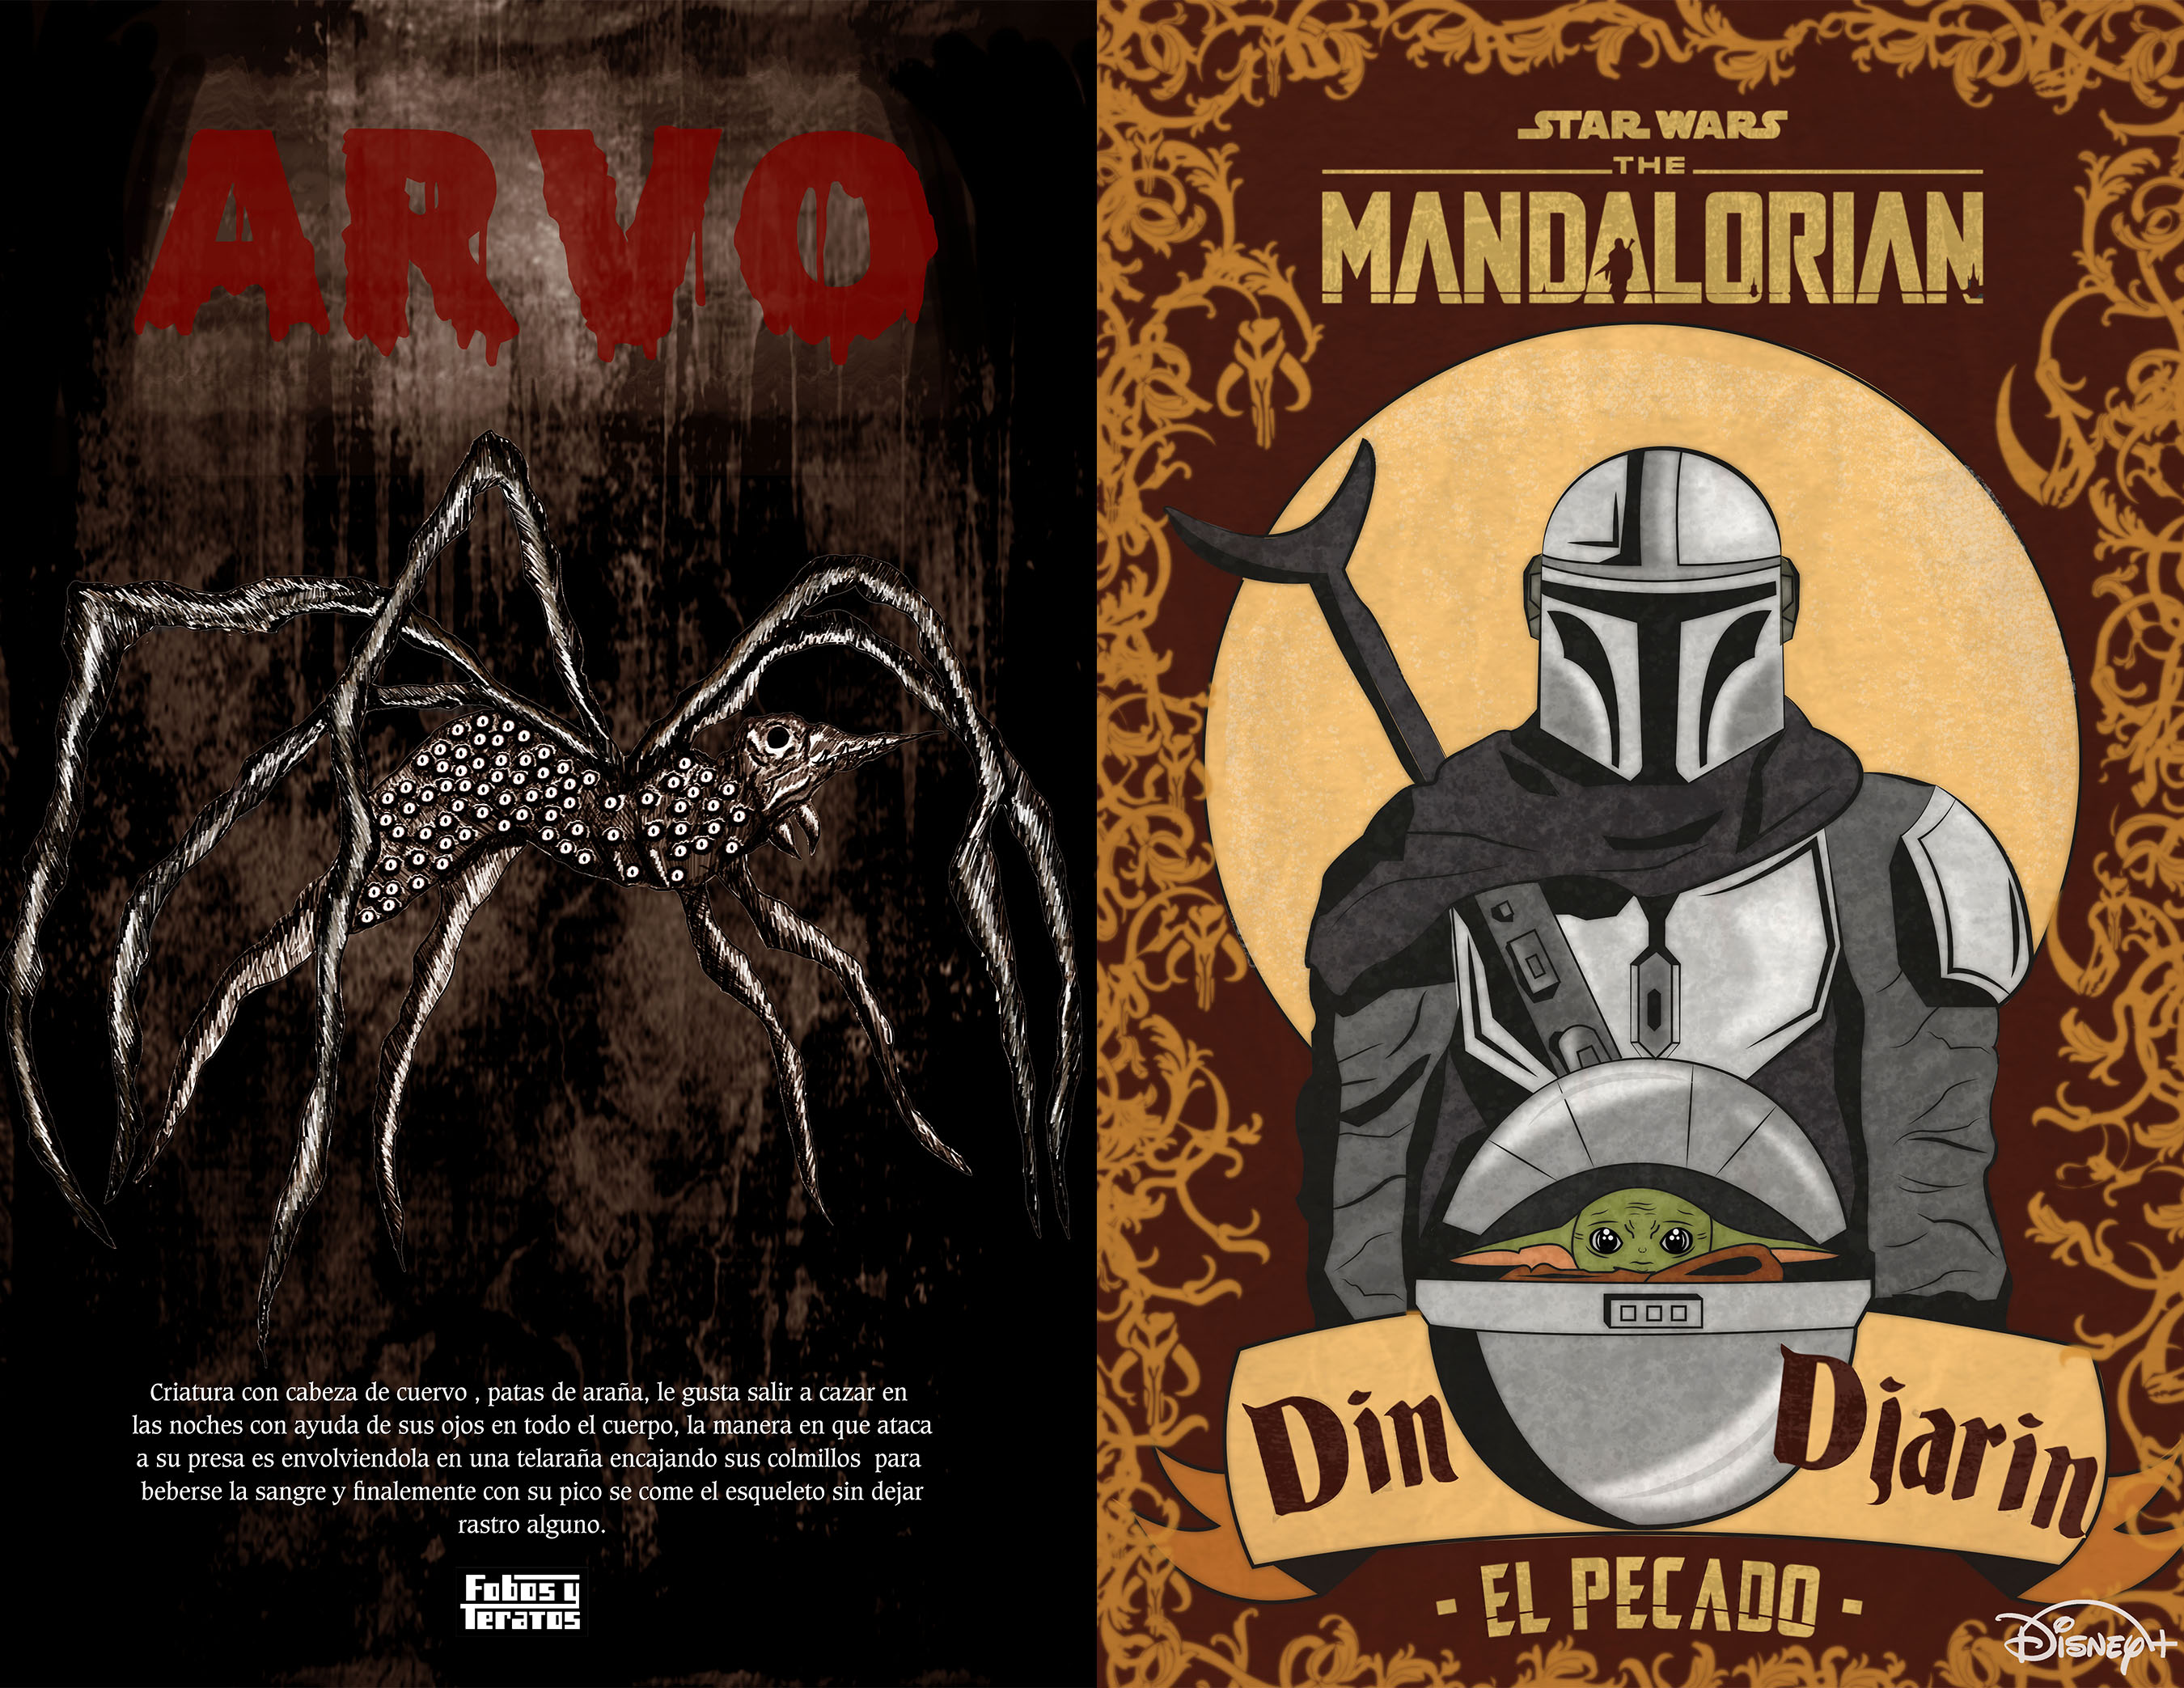 ARVO
Criatura con cabeza de cuervo , patas de araña, le gusta salir a cazar en
las noches con ayuda de sus ojos en todo el cuerpo, la manera en que ataca
a su presa es envolviendola en una telaraña encajando sus colmillos  para
beberse la sangre y finalemente con su pico se come el esqueleto sin dejar
rastro alguno.
Fobos y
Teratos
STAR WARS
THE
MANDALORIAN
Din Djarin
- EL PECADO -
Disney+